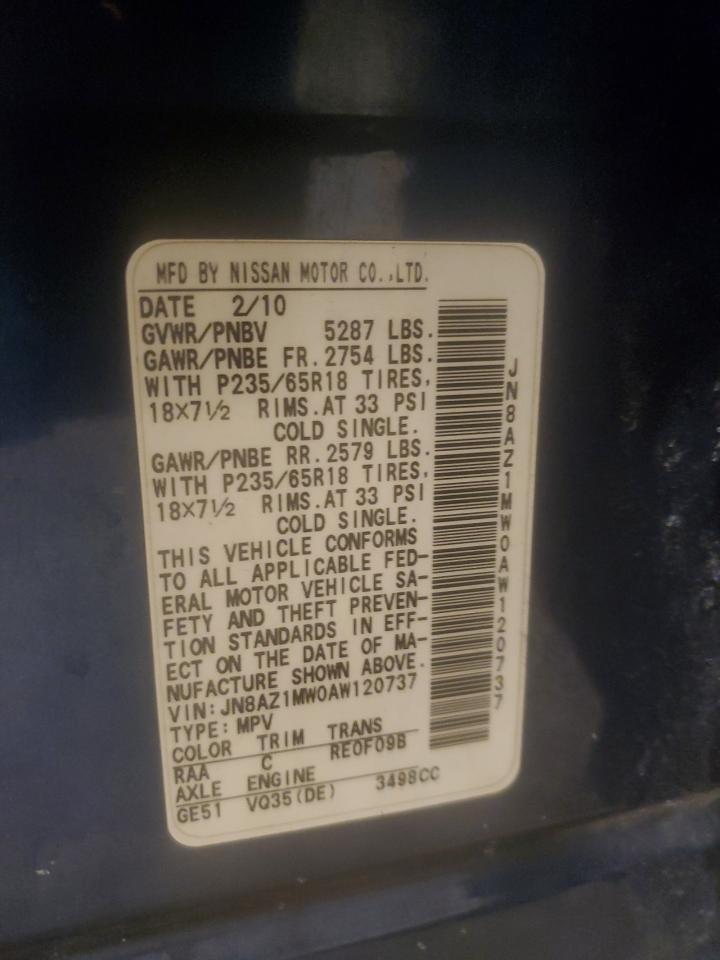 MFD BY NISSAN MOTOR CO.,LTD.
DATE 2/10
GVWR/PNBV 5287 LBS.
GAWR/PNBE FR. 2754 LBS.
WITH P235/65R18 TIRES,
18×7½ RIMS. AT 33 PSI
COLD SINGLE.
GAWR/PNBE RR. 2579 LBS.
WITH P235/65R18 TIRES,
18×7½ RIMS. AT 33 PSI
COLD SINGLE.
THIS VEHICLE CONFORMS
TO ALL APPLICABLE FED-
ERAL MOTOR VEHICLE SA-
FETY AND THEFT PREVEN-
TION STANDARDS IN EFF-
ECT ON THE DATE OF MA-
NUFACTURE SHOWN ABOVE.
VIN: JN8AZ1MW0AW120737
TYPE: MPV
COLOR TRIM TRANS
RAA C RE0F09B
AXLE ENGINE
GE51 VQ35(DE) 3498CC
JN8AZ1MW0AW120737